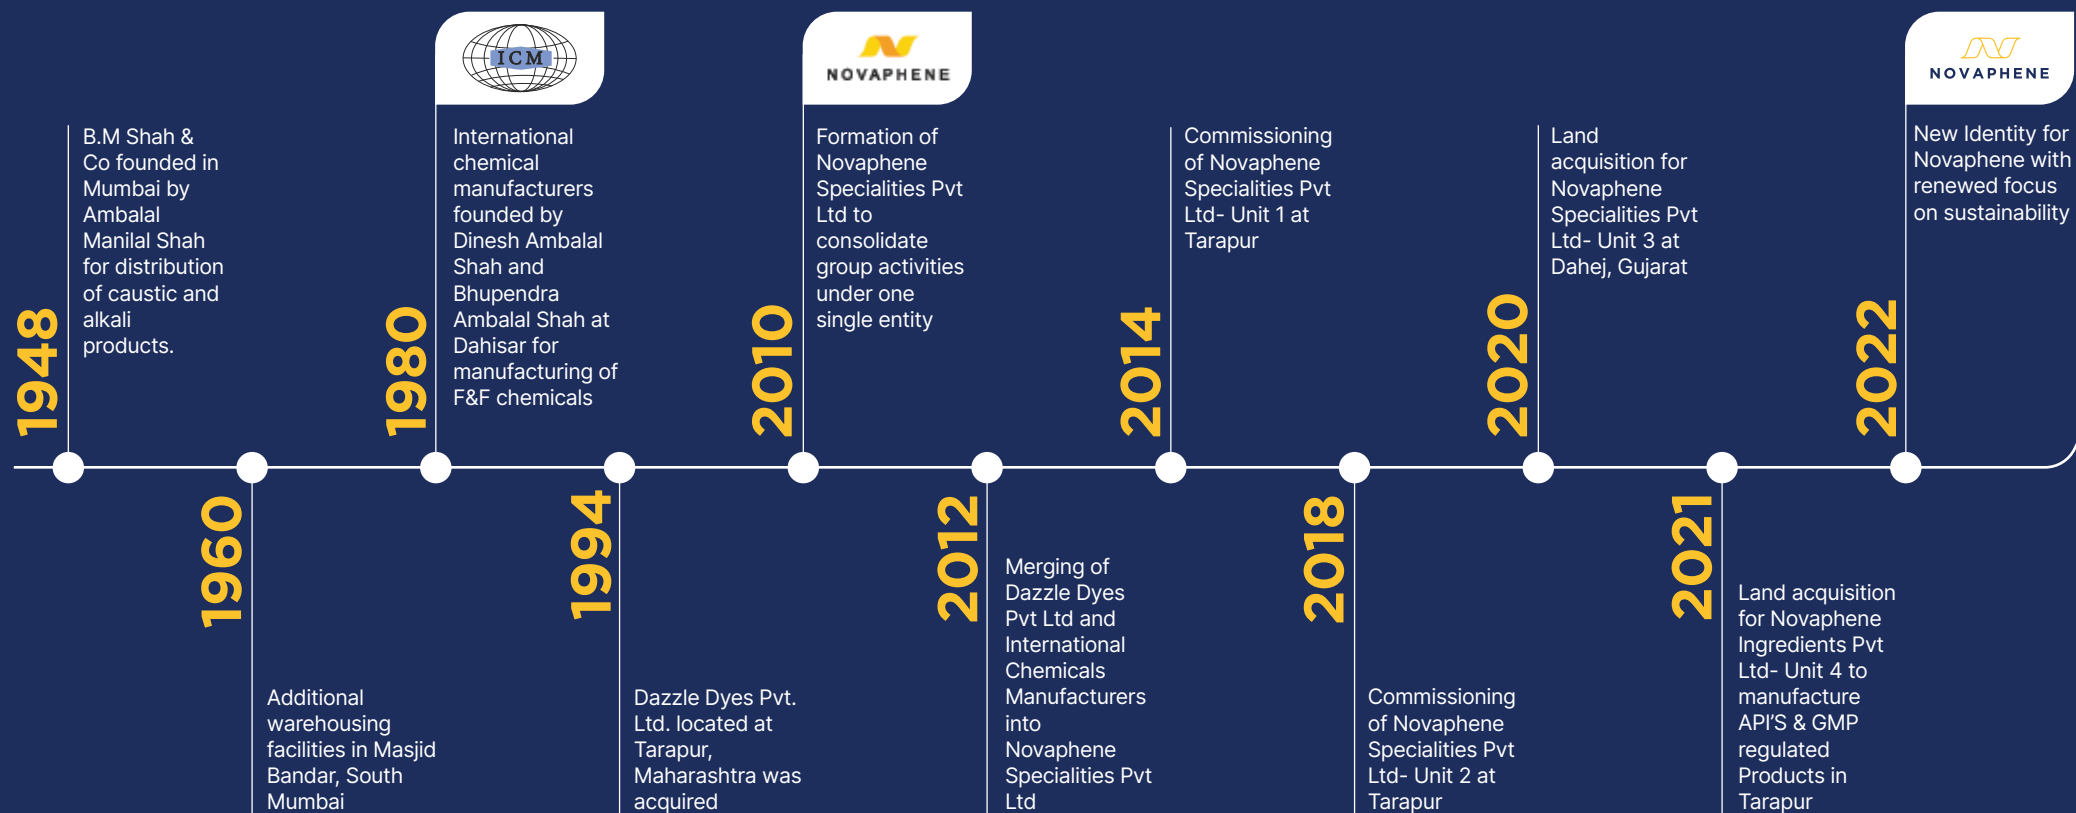 ICM
NOVAPHENE
NOVAPHENE
1948
B.M Shah &
Co founded in
Mumbai by
Ambalal
Manilal Shah
for distribution
of caustic and
alkali
products.
1960
Additional
warehousing
facilities in Masjid
Bandar, South
Mumbai
1980
International
chemical
manufacturers
founded by
Dinesh Ambalal
Shah and
Bhupendra
Ambalal Shah at
Dahisar for
manufacturing of
F&F chemicals
1994
Dazzle Dyes Pvt.
Ltd. located at
Tarapur,
Maharashtra was
acquired
2010
Formation of
Novaphene
Specialities Pvt
Ltd to
consolidate
group activities
under one
single entity
2012
Merging of
Dazzle Dyes
Pvt Ltd and
International
Chemicals
Manufacturers
into
Novaphene
Specialities Pvt
Ltd
2014
Commissioning
of Novaphene
Specialities Pvt
Ltd- Unit 1 at
Tarapur
2018
Commissioning
of Novaphene
Specialities Pvt
Ltd- Unit 2 at
Tarapur
2020
Land
acquisition for
Novaphene
Specialities Pvt
Ltd- Unit 3 at
Dahej, Gujarat
2021
Land acquisition
for Novaphene
Ingredients Pvt
Ltd- Unit 4 to
manufacture
API'S & GMP
regulated
Products in
Tarapur
2022
New Identity for
Novaphene with
renewed focus
on sustainability